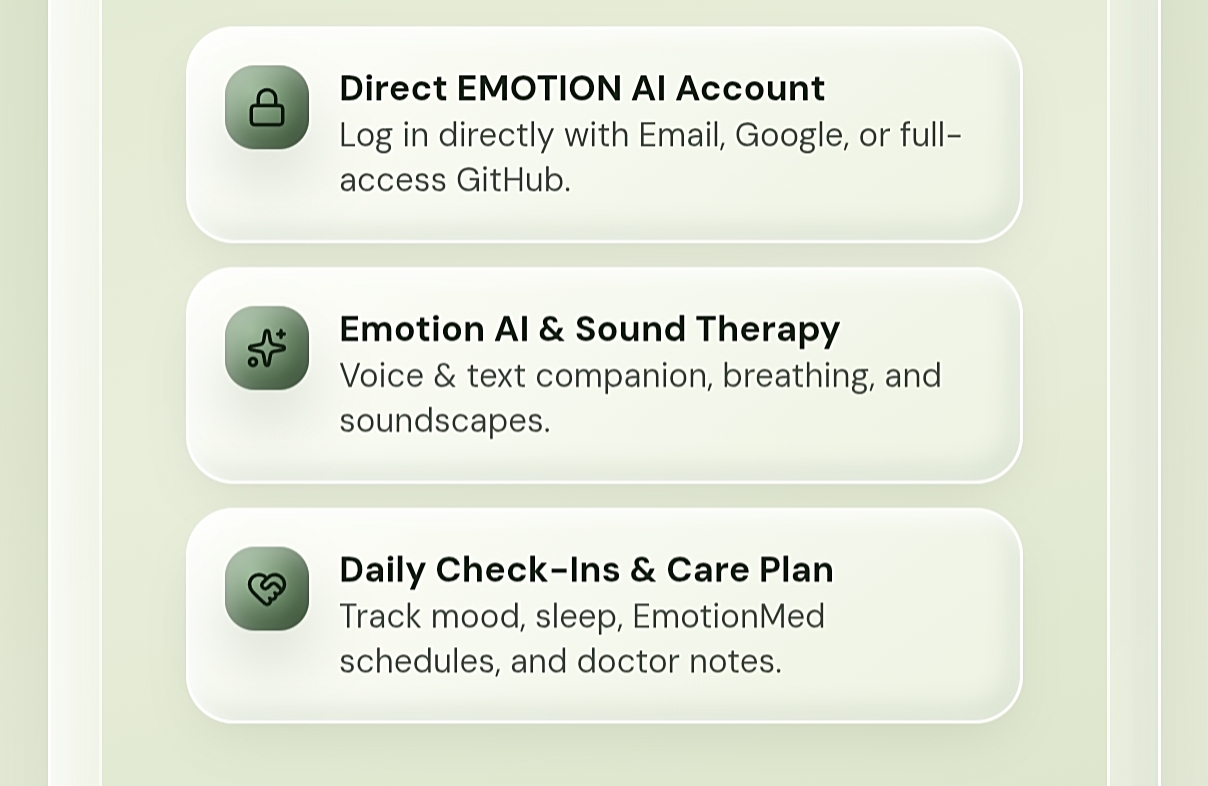 Direct EMOTION AI Account
Log in directly with Email, Google, or full-
access GitHub.
Emotion AI & Sound Therapy
Voice & text companion, breathing, and
soundscapes.
Daily Check-Ins & Care Plan
Track mood, sleep, EmotionMed
schedules, and doctor notes.